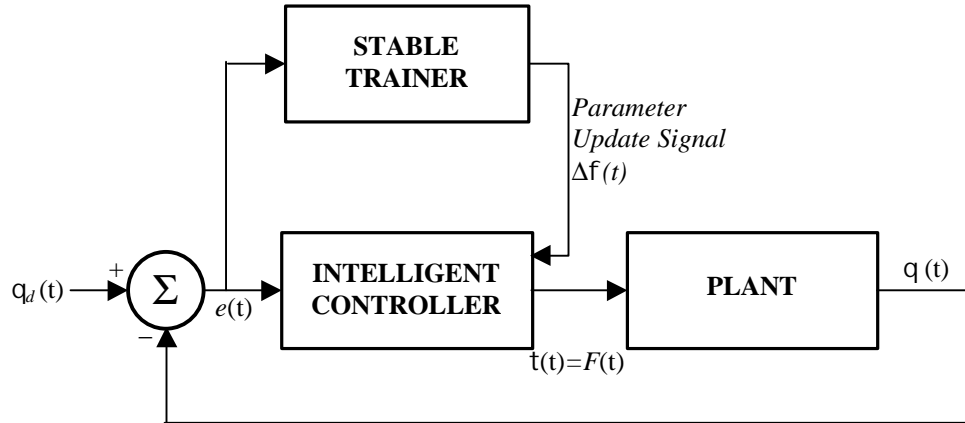 STABLE
TRAINER
Parameter
Update Signal
Δf(t)
+
q_d (t)
Σ
−
e(t)
INTELLIGENT
CONTROLLER
t(t)=F(t)
PLANT
q (t)